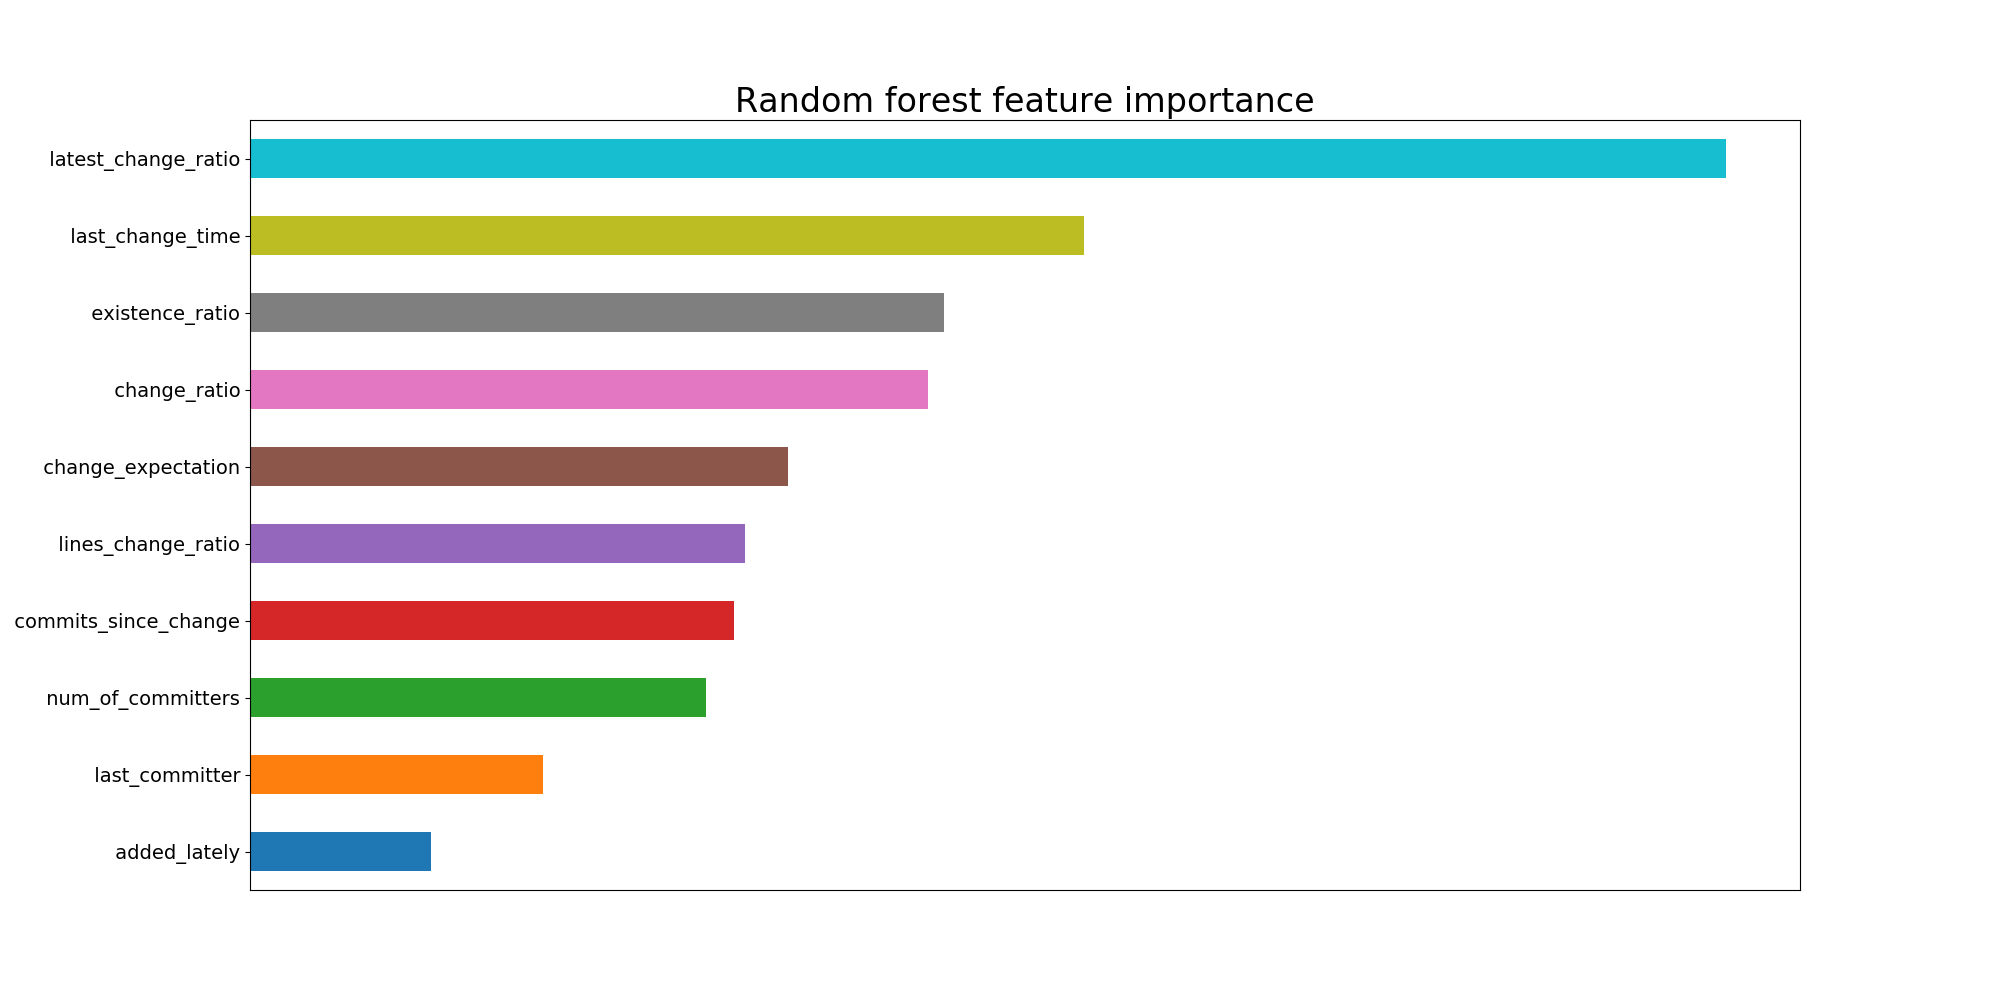 Random forest feature importance
latest_change_ratio
last_change_time
existence_ratio
change_ratio
change_expectation
lines_change_ratio
commits_since_change
num_of_committers
last_committer
added_lately